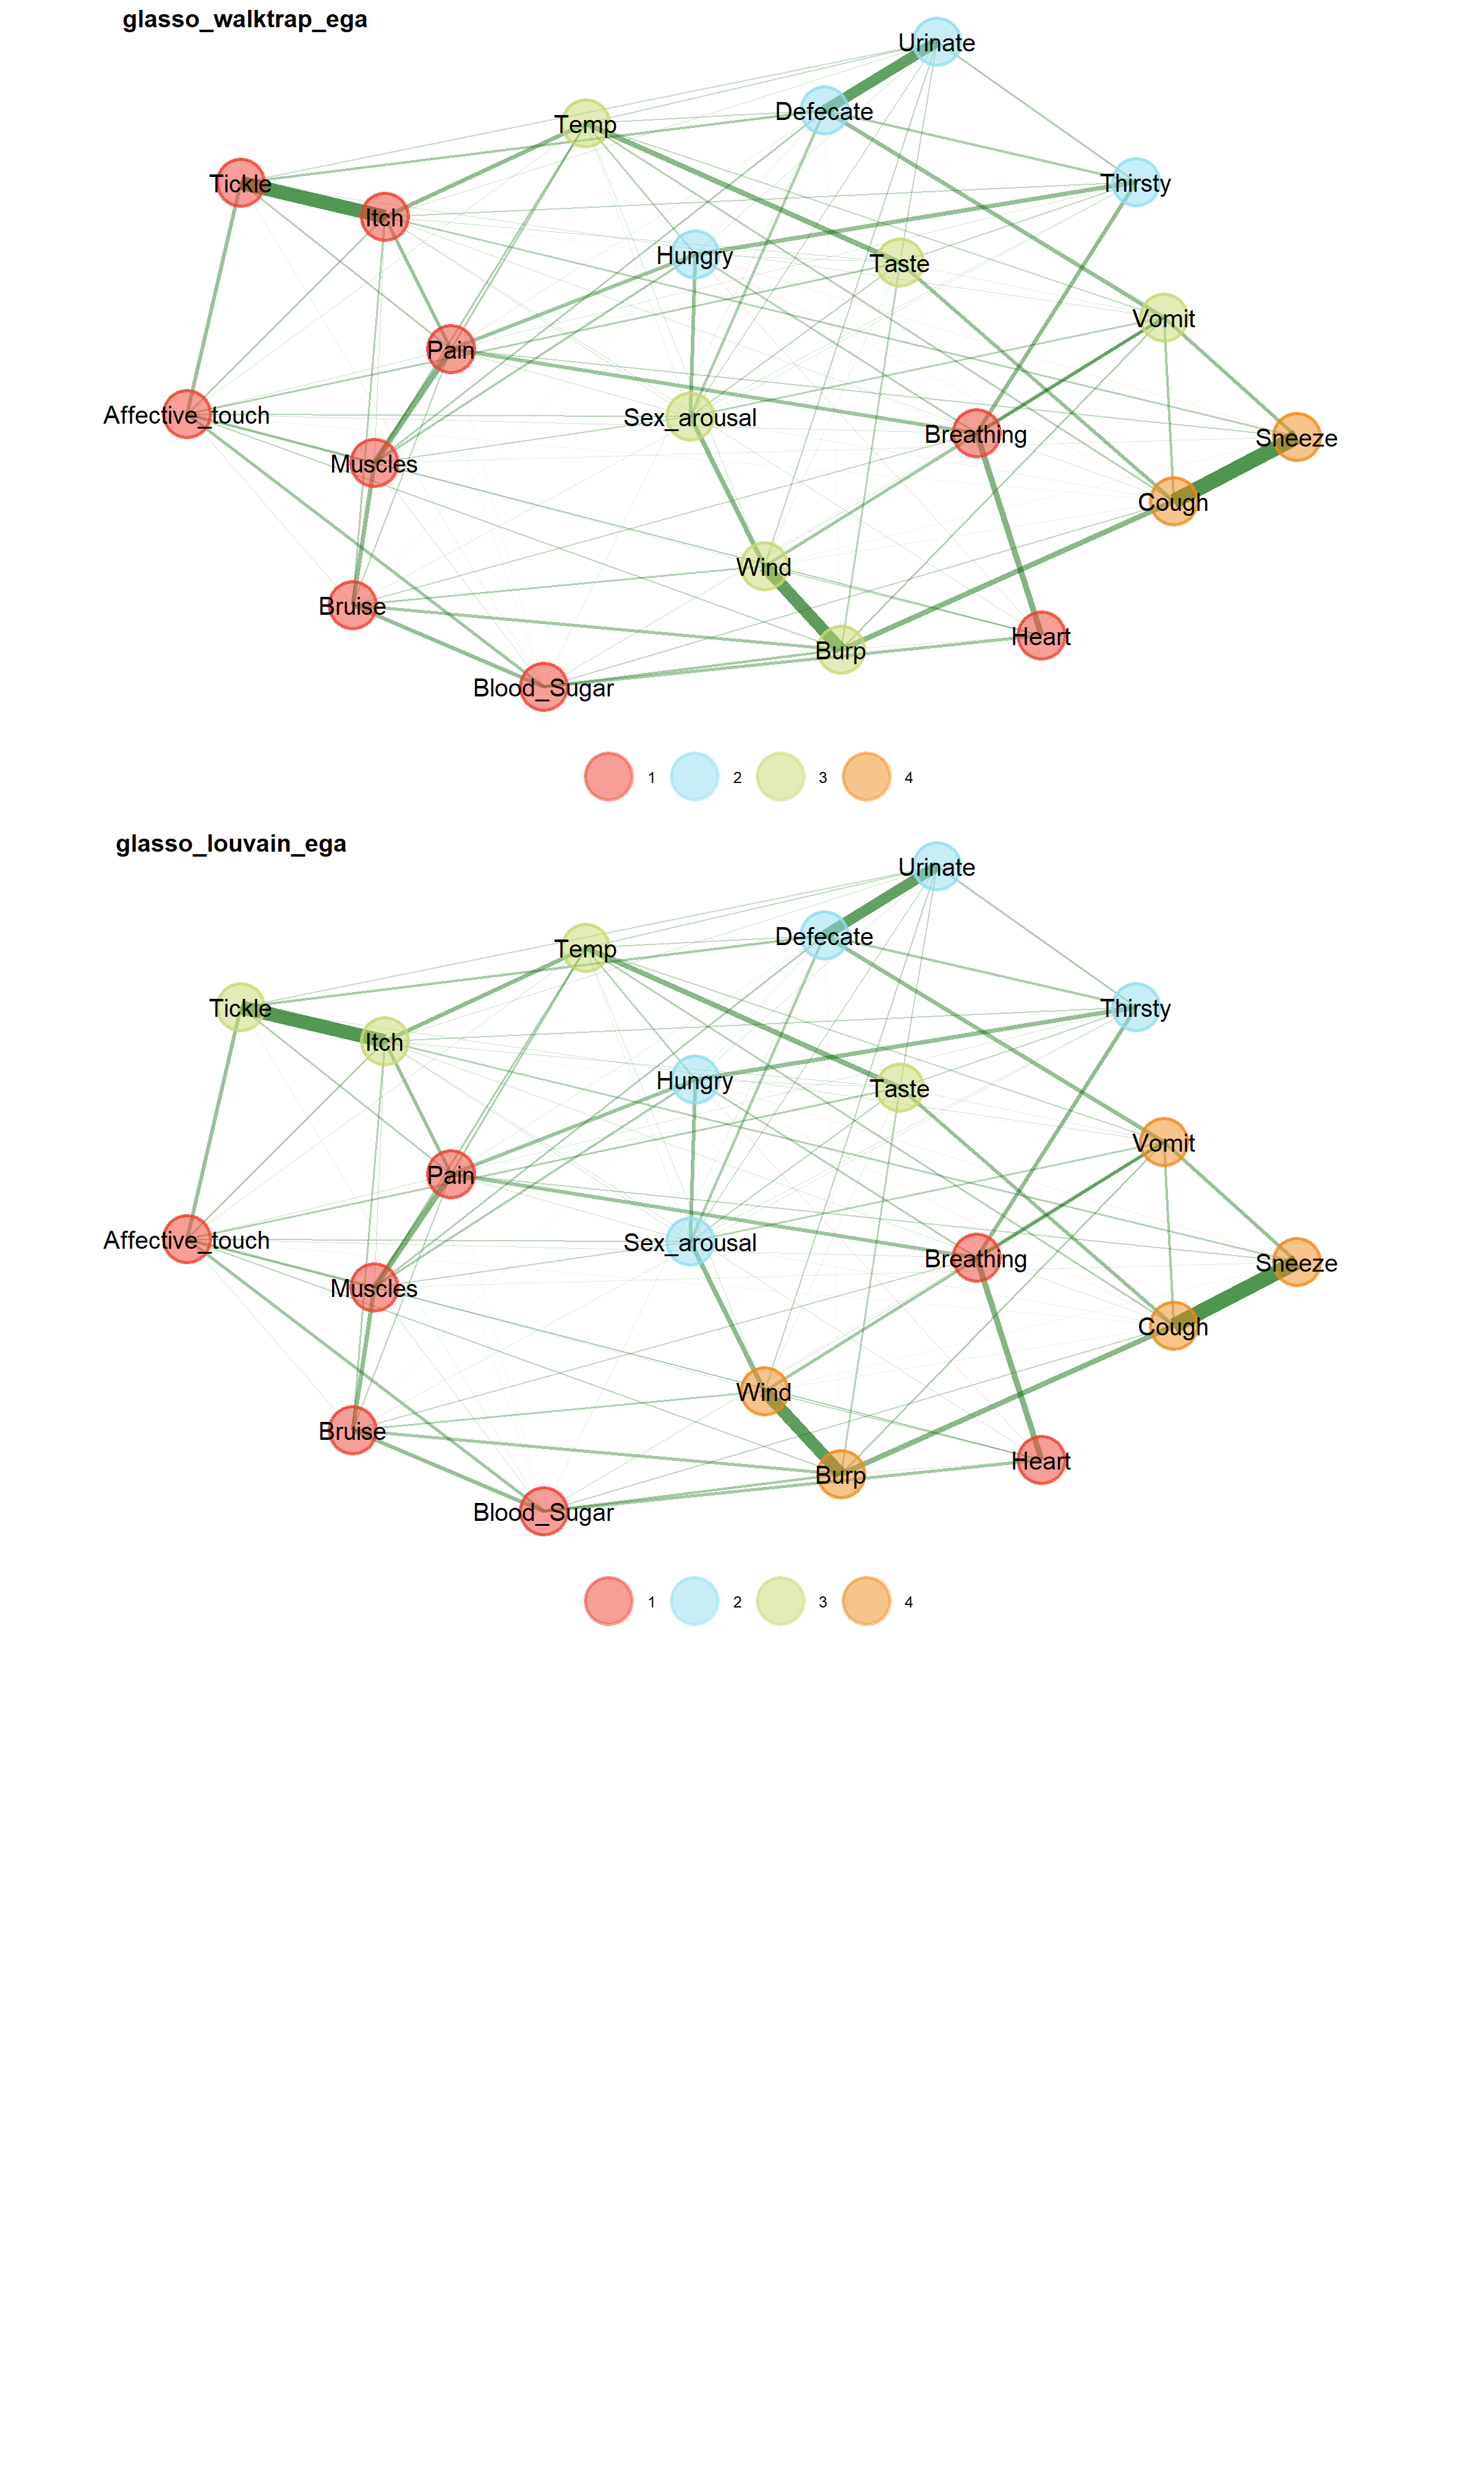 glasso_walktrap_ega
Urinate
Defecate
Temp
Tickle
Thirsty
Itch
Hungry
Taste
Vomit
Pain
Affective_touch
Sex_arousal
Breathing
Sneeze
Muscles
Cough
Wind
Bruise
Heart
Burp
Blood_Sugar
1 2 3 4
glasso_louvain_ega
Urinate
Defecate
Temp
Tickle
Thirsty
Itch
Hungry
Taste
Vomit
Pain
Affective_touch
Sex_arousal
Breathing
Sneeze
Muscles
Cough
Wind
Bruise
Heart
Burp
Blood_Sugar
1 2 3 4